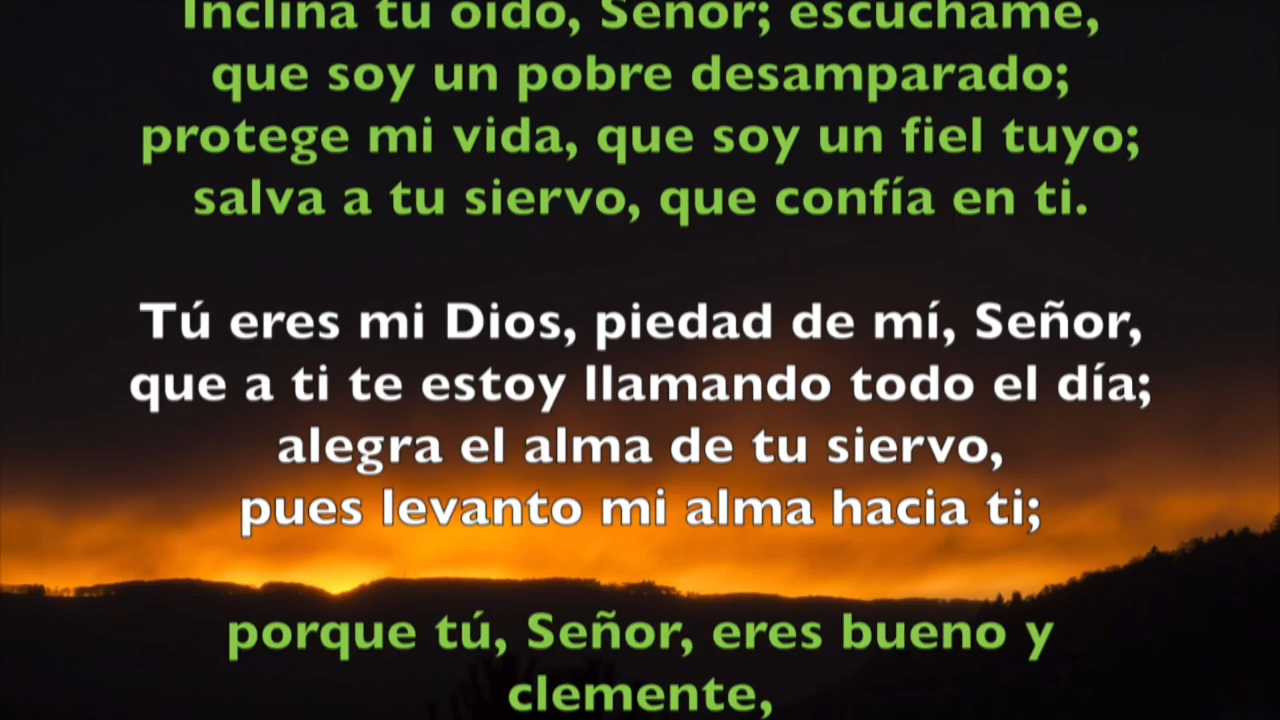 Inclina tu oído, Señor; escúchame,
que soy un pobre desamparado;
protege mi vida, que soy un fiel tuyo;
salva a tu siervo, que confía en ti.
Tú eres mi Dios, piedad de mí, Señor,
que a ti te estoy llamando todo el día;
alegra el alma de tu siervo,
pues levanto mi alma hacia ti;
porque tú, Señor, eres bueno y
clemente,